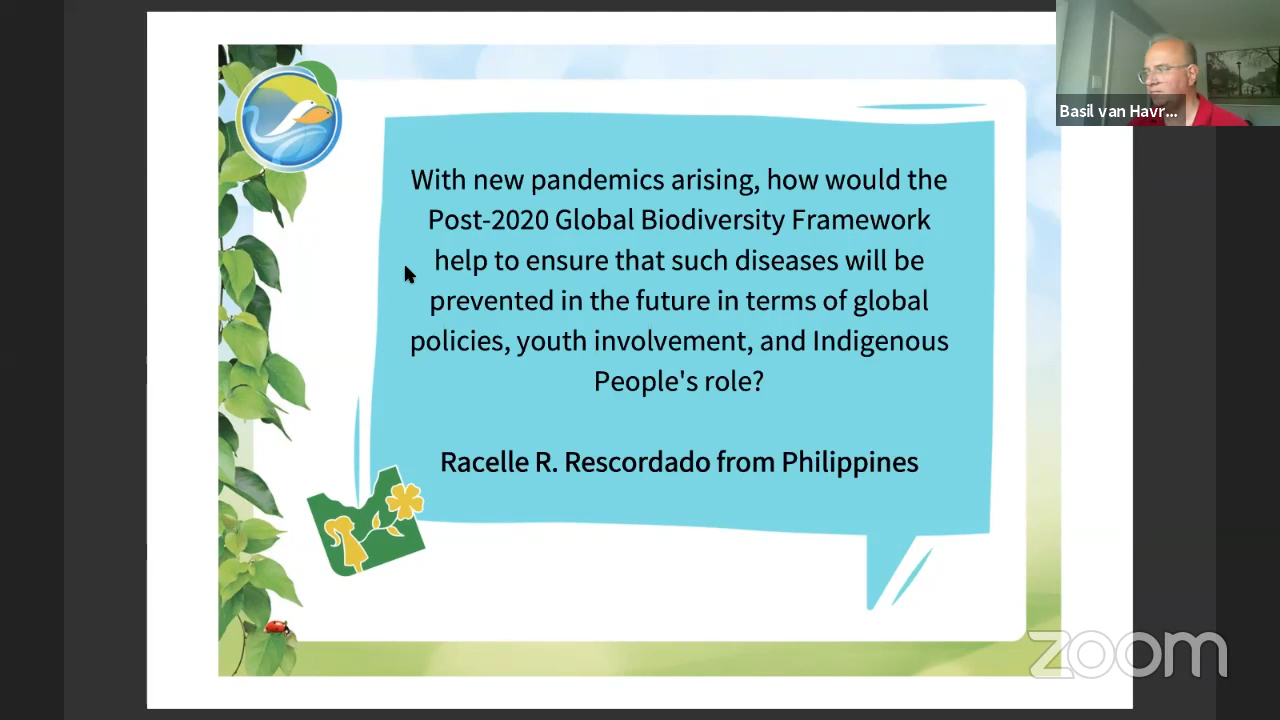 Basil van Havr...
With new pandemics arising, how would the
Post-2020 Global Biodiversity Framework
help to ensure that such diseases will be
prevented in the future in terms of global
policies, youth involvement, and Indigenous
People's role?
Racelle R. Rescordado from Philippines
zoom